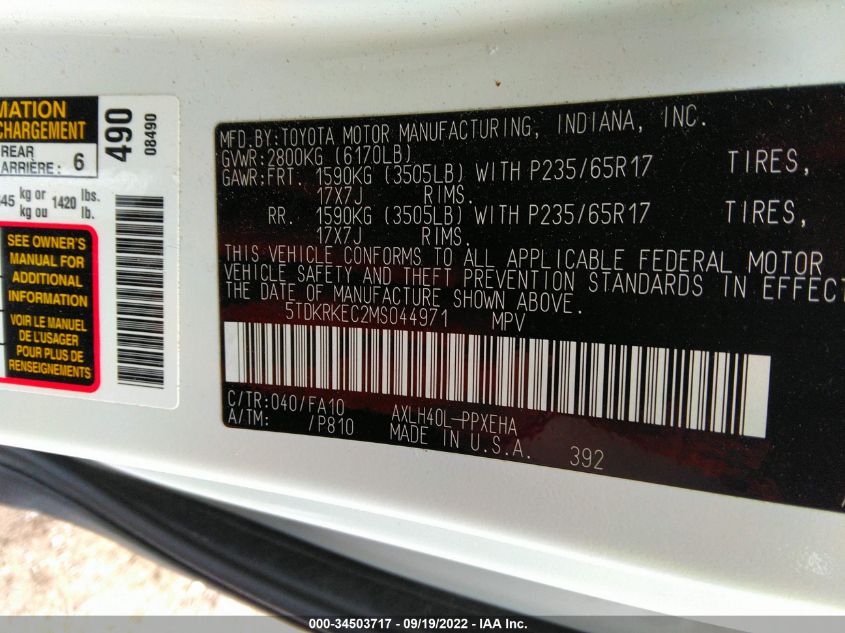 MATION
CHARGEMENT
REAR
ARRIÈRE: 6
490
08490
645 kg or 1420 lbs.
kg ou lb.
SEE OWNER'S
MANUAL FOR
ADDITIONAL
INFORMATION
VOIR LE MANUEL
DE L'USAGER
POUR PLUS DE
RENSEIGNEMENTS
MFD.BY:TOYOTA MOTOR MANUFACTURING, INDIANA, INC.
GVWR:2800KG (6170LB)
GAWR:FRT. 1590KG (3505LB) WITH P235/65R17 TIRES,
17X7J RIMS.
RR. 1590KG (3505LB) WITH P235/65R17 TIRES,
17X7J RIMS.
THIS VEHICLE CONFORMS TO ALL APPLICABLE FEDERAL MOTOR
VEHICLE SAFETY AND THEFT PREVENTION STANDARDS IN EFFECT
THE DATE OF MANUFACTURE SHOWN ABOVE.
5TDKRKEC2MS044971 MPV
C/TR:040/FA10 AXLH40L-PPXEHA
A/TM: /P810 MADE IN U.S.A. 392
000-34503717 - 09/19/2022 - IAA Inc.